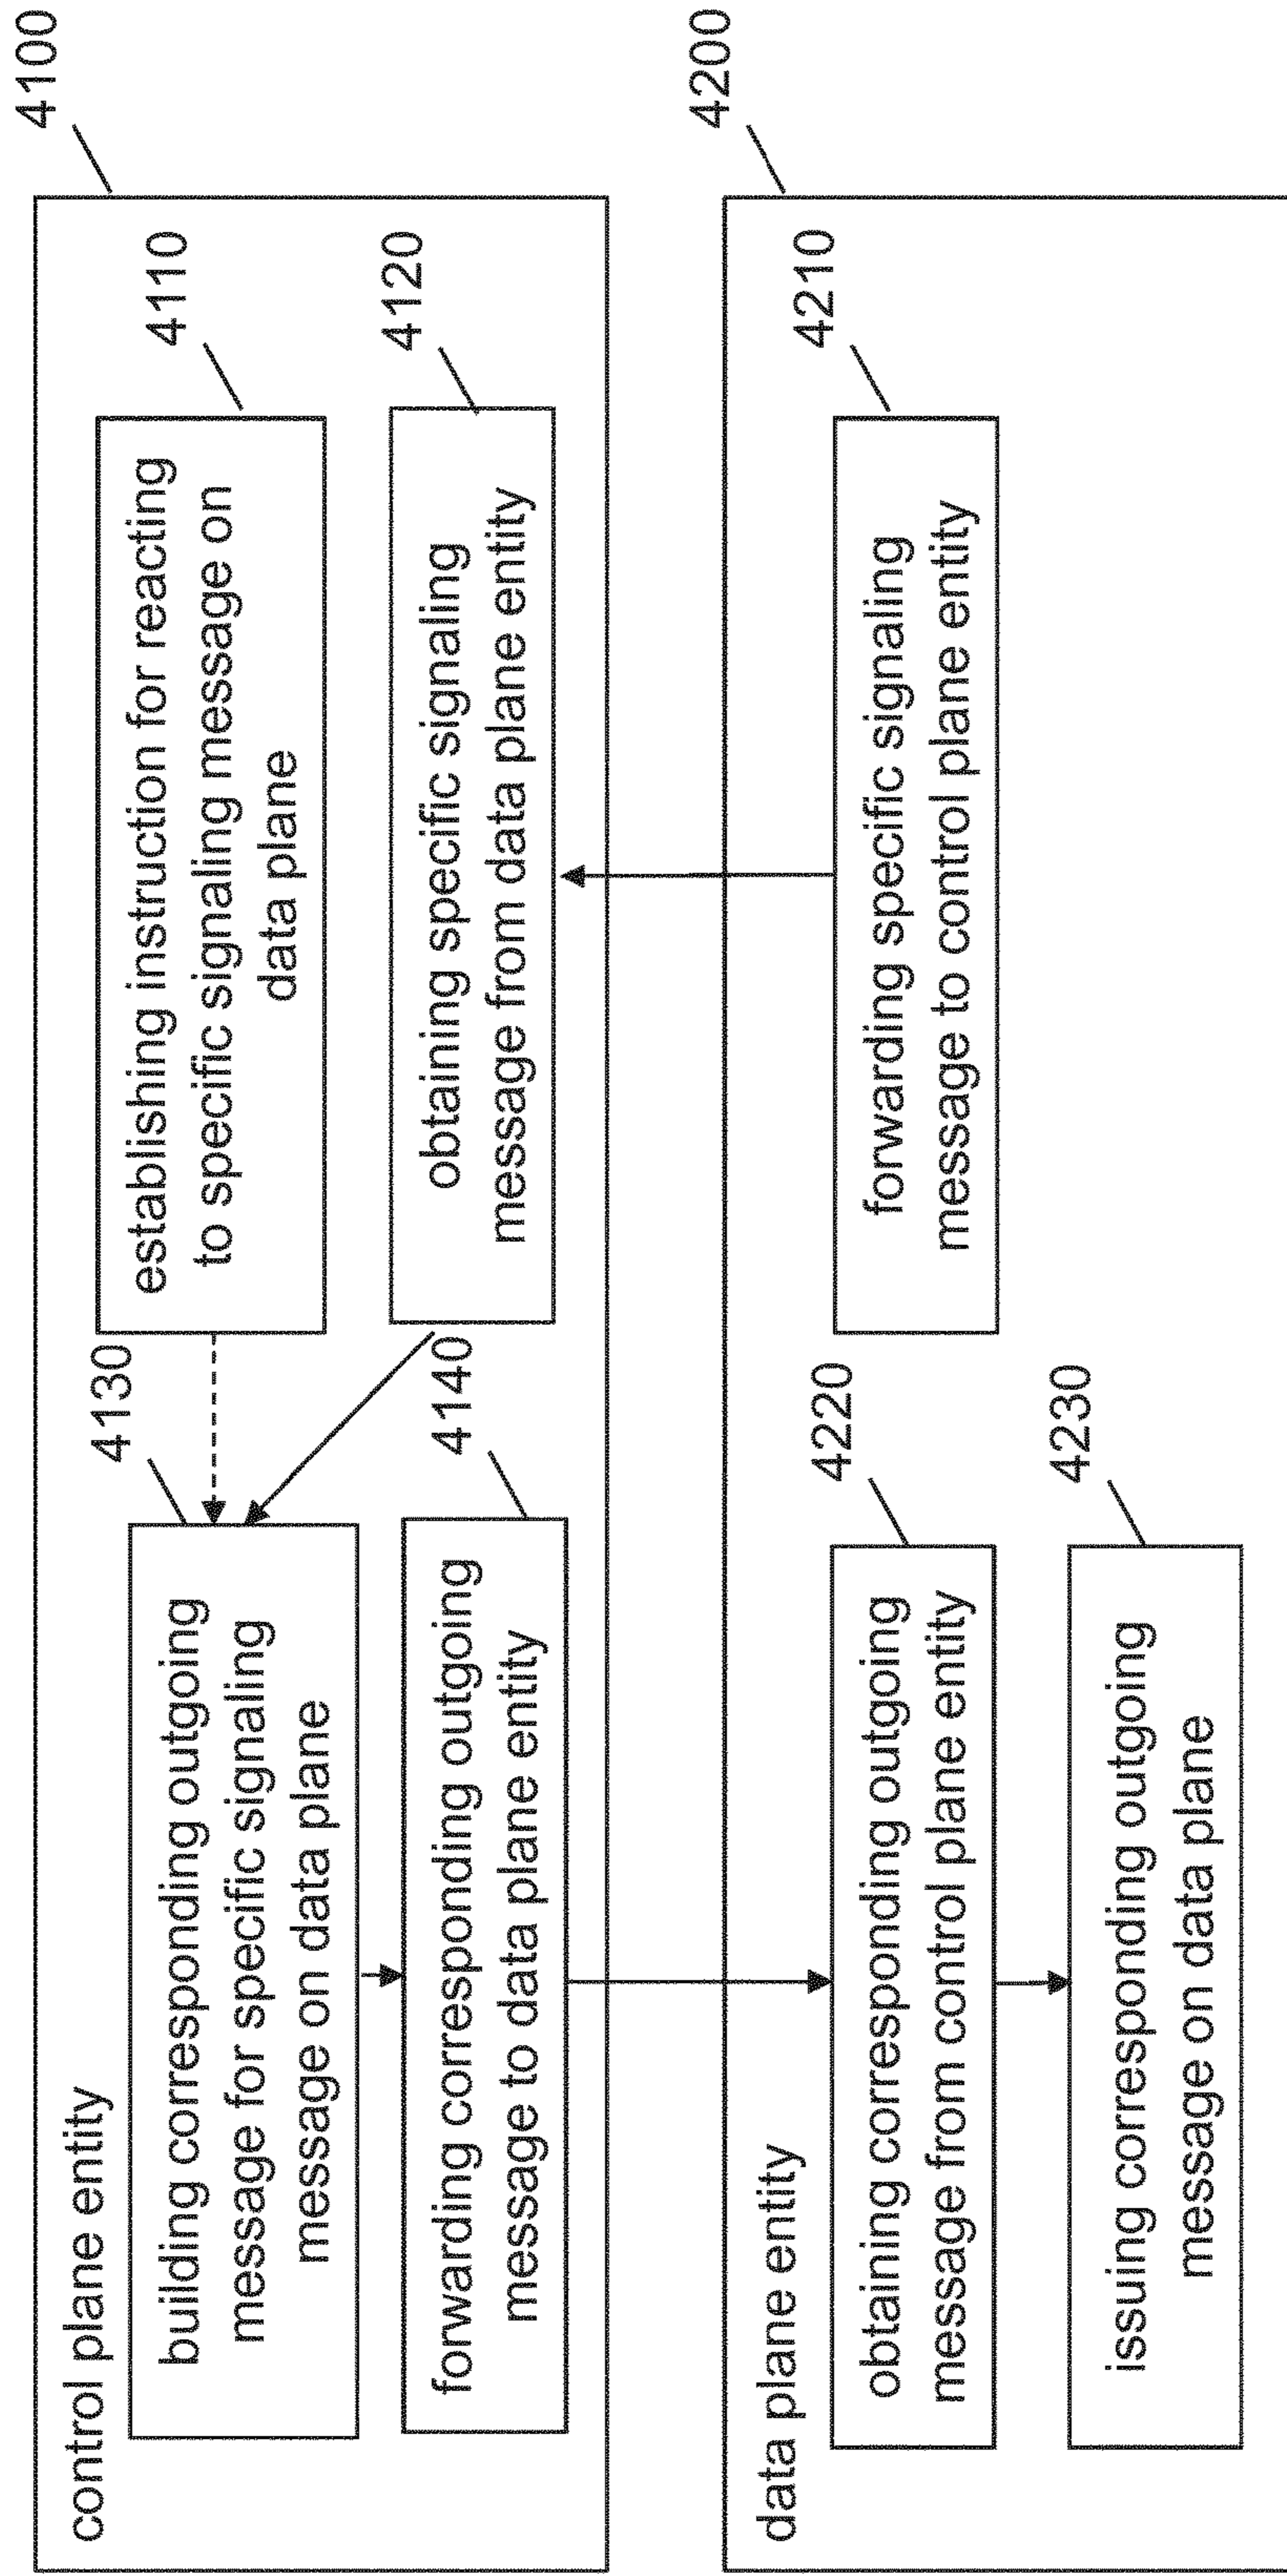 control plane entity
4100
4130
building corresponding outgoing
message for specific signaling
message on data plane
4110
establishing instruction for reacting
to specific signaling message on
data plane
4140
forwarding corresponding outgoing
message to data plane entity
4120
obtaining specific signaling
message from data plane entity
data plane entity
4200
4220
obtaining corresponding outgoing
message from control plane entity
4210
forwarding specific signaling
message to control plane entity
4230
issuing corresponding outgoing
message on data plane